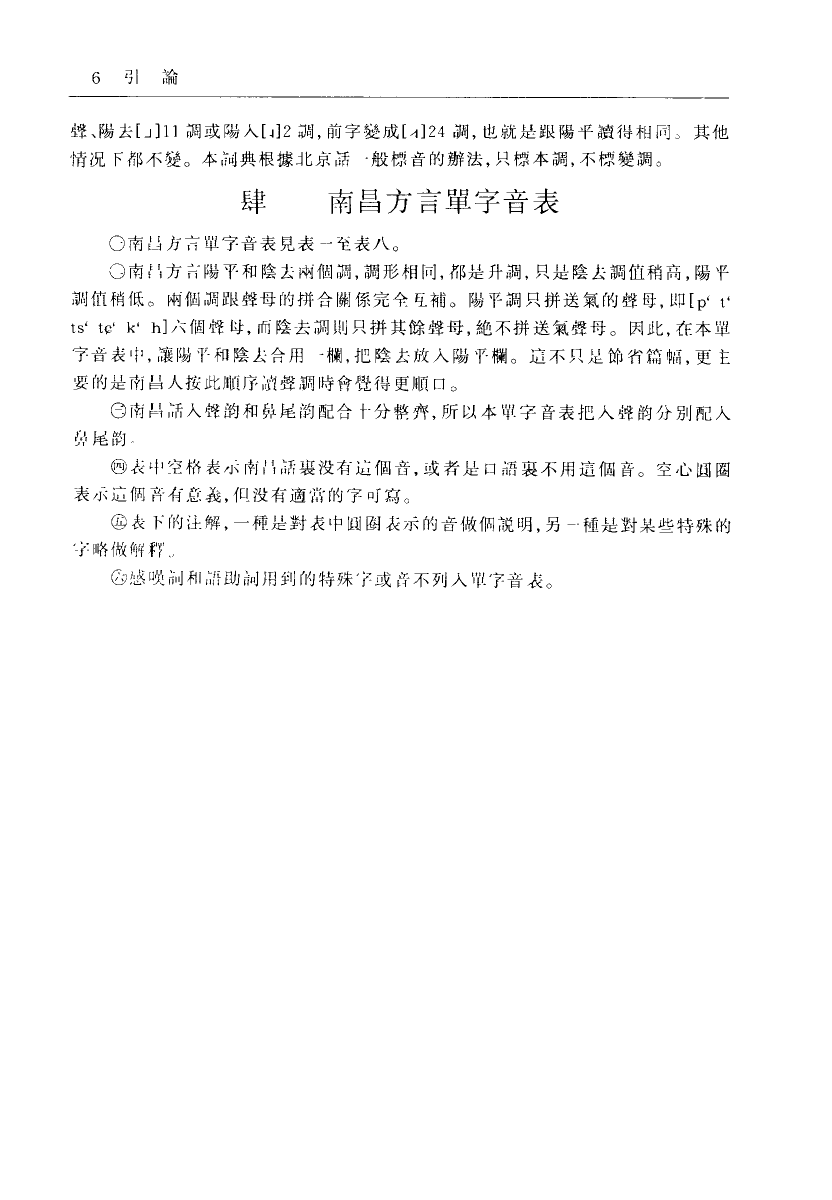 6 引 論
聲、陽去[˩]11 調或陽入[˩]2 調,前字變成[˨˦]24 調,也就是跟陽平讀得相同。其他
情况下都不變。本詞典根據北京話一般標音的辦法,只標本調,不標變調。
肆 南昌方言單字音表
㊀南昌方言單字音表見表一至表八。
㊁南昌方言陽平和陰去兩個調,調形相同,都是升調,只是陰去調值稍高,陽平
調值稍低。兩個調跟聲母的拼合關係完全互補。陽平調只拼送氣的聲母,即[pʻ tʻ
tsʻ tɕʻ kʻ h]六個聲母,而陰去調則只拼其餘聲母,絶不拼送氣聲母。因此,在本單
字音表中,讓陽平和陰去合用一欄,把陰去放入陽平欄。這不只是節省篇幅,更主
要的是南昌人按此順序讀聲調時會覺得更順口。
㊂南昌話入聲韵和鼻尾韵配合十分整齊,所以本單字音表把入聲韵分别配入
鼻尾韵。
㊃表中空格表示南昌話裏没有這個音,或者是口語裏不用這個音。空心圓圈
表示這個音有意義,但没有適當的字可寫。
㊄表下的注解,一種是對表中圓圈表示的音做個説明,另一種是對某些特殊的
字略做解釋。
㊅感嘆詞和語助詞用到的特殊字或音不列入單字音表。